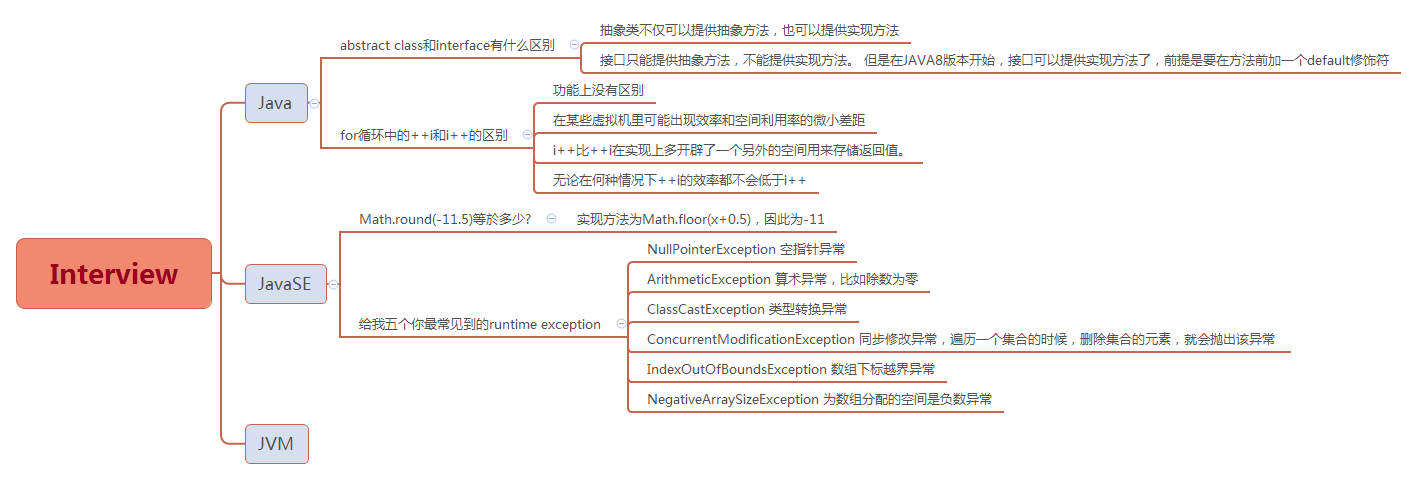 Interview
Java
abstract class和interface有什么区别
抽象类不仅可以提供抽象方法，也可以提供实现方法
接口只能提供抽象方法，不能提供实现方法。 但是在JAVA8版本开始，接口可以提供实现方法了，前提是要在方法前加一个default修饰符
for循环中的++i和i++的区别
功能上没有区别
在某些虚拟机里可能出现效率和空间利用率的微小差距
i++比++i在实现上多开辟了一个另外的空间用来存储返回值。
无论在何种情况下++i的效率都不会低于i++
JavaSE
Math.round(-11.5)等於多少?
实现方法为Math.floor(x+0.5)，因此为-11
给我五个你最常见到的runtime exception
NullPointerException 空指针异常
ArithmeticException 算术异常，比如除数为零
ClassCastException 类型转换异常
ConcurrentModificationException 同步修改异常，遍历一个集合的时候，删除集合的元素，就会抛出该异常
IndexOutOfBoundsException 数组下标越界异常
NegativeArraySizeException 为数组分配的空间是负数异常
JVM